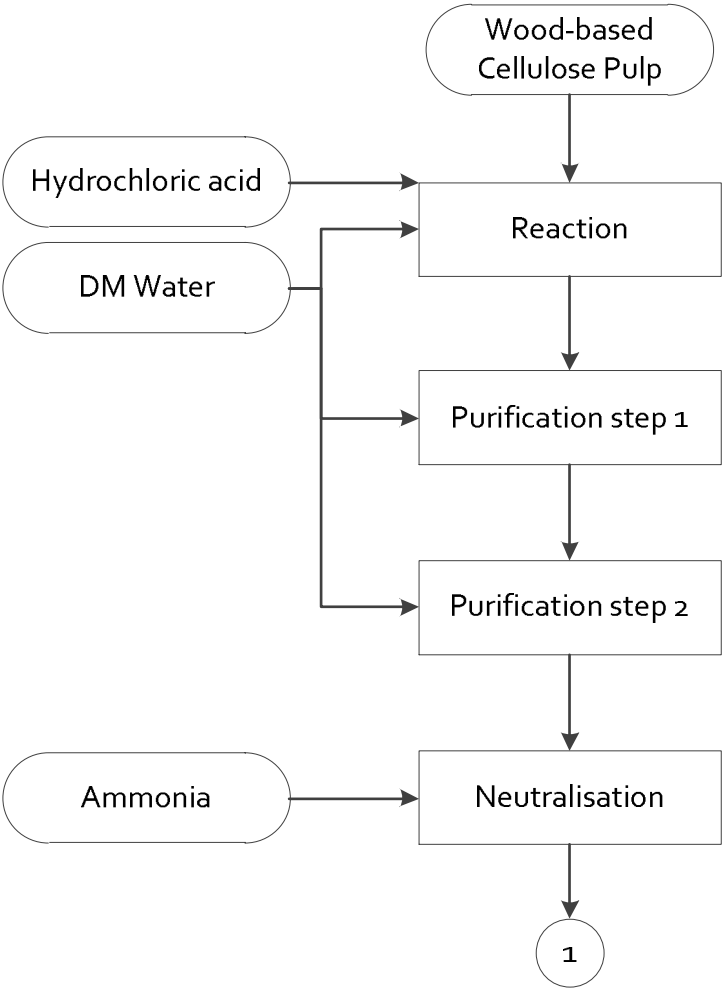 Wood-based
Cellulose Pulp
Hydrochloric acid
Reaction
DM Water
Purification step 1
Purification step 2
Ammonia
Neutralisation
1